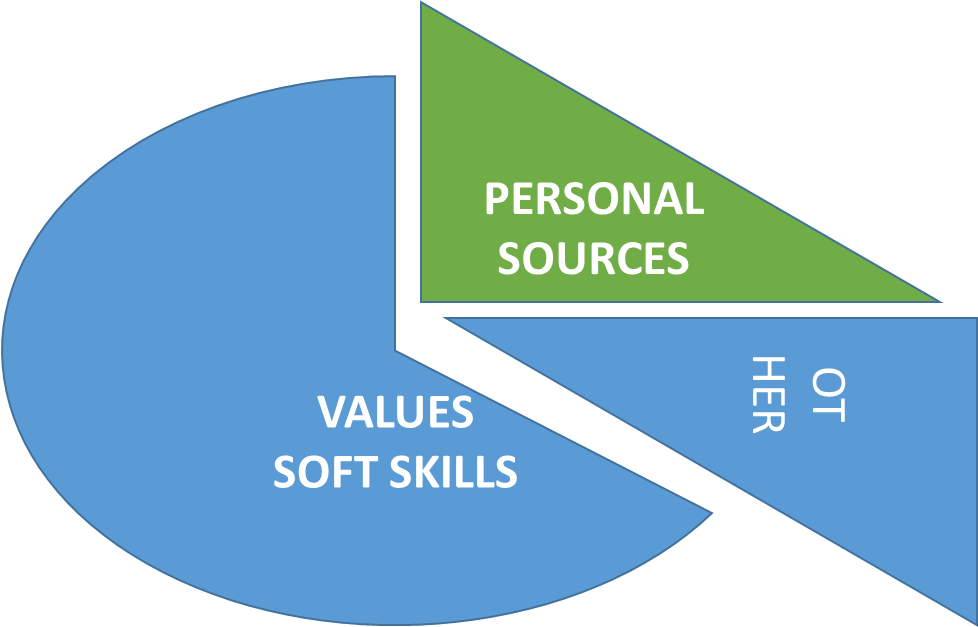 PERSONAL
SOURCES
VALUES
SOFT SKILLS
OT
HER